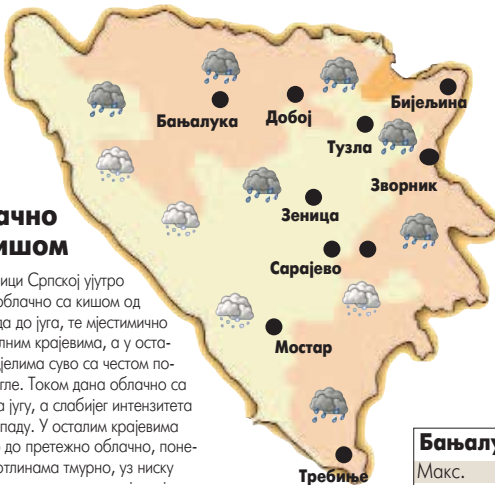 Бањалука
Добој
Бијељина
Тузла
Зворник
Зеница
Сарајево
Мостар
Требиње
ачно
ишом
ици Српској ујутро
облачно са кишом од
да до југа, те мјестимично
лним крајевима, а у оста-
јелима суво са честом по-
гле. Током дана облачно са
а југу, а слабијег интензитета
паду. У осталим крајевима
о до претежно облачно, поне-
отлинама тмурно, уз ниску
Бањалу
Макс.